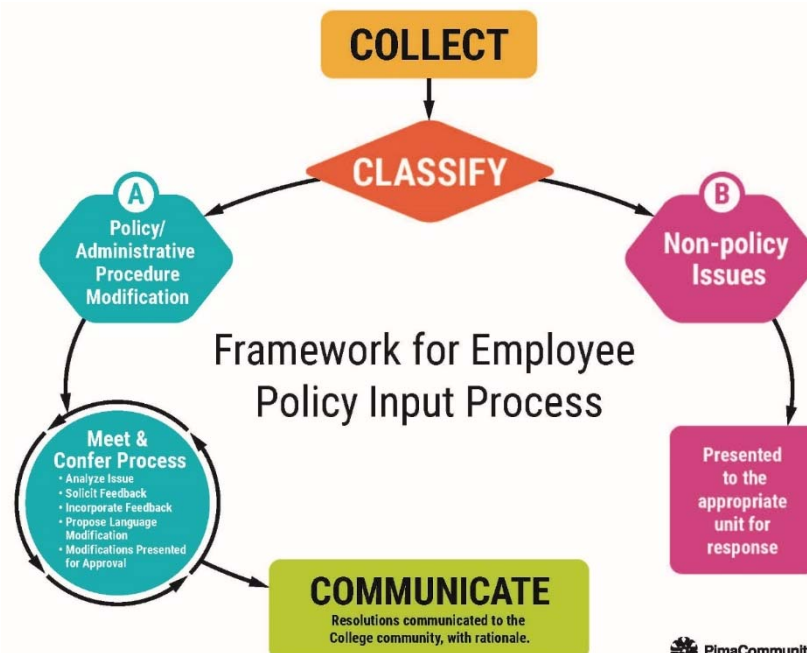 COLLECT
CLASSIFY
A
Policy/
Administrative
Procedure
Modification
B
Non-policy
Issues
Framework for Employee
Policy Input Process
Meet &
Confer Process
• Analyze Issue
• Solicit Feedback
• Incorporate Feedback
• Propose Language
Modification
• Modifications Presented
for Approval
Presented
to the
appropriate
unit for
response
COMMUNICATE
Resolutions communicated to the
College community, with rationale.
PimaCommunit